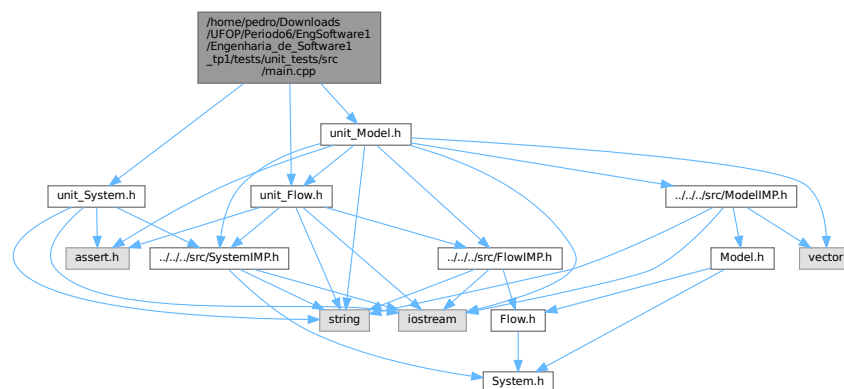 /home/pedro/Downloads
/UFOP/Periodo6/EngSoftware1
/Engenharia_de_Software1
_tp1/tests/unit_tests/src
/main.cpp
unit_Model.h
unit_System.h
unit_Flow.h
../../../src/ModelIMP.h
assert.h
../../../src/SystemIMP.h
../../../src/FlowIMP.h
Model.h
vector
string
iostream
Flow.h
System.h